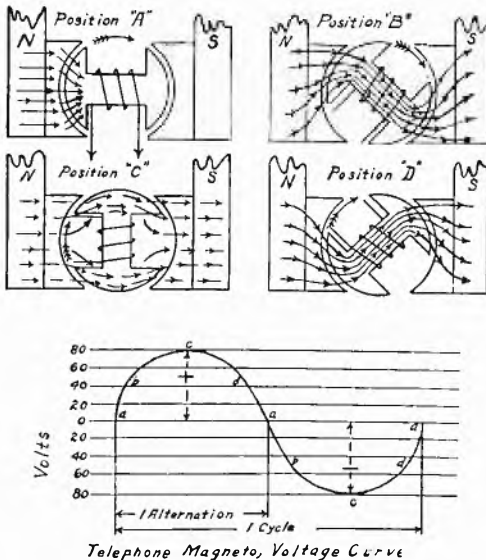 Position "A"
N
S
Position "B"
N
S
Position "C"
N
S
Position "D"
N
S
80
60
40
20
0
20
40
60
80
Volts
a
b
c
d
a
b
c
d
a
+
−
1 Alternation
1 Cycle
Telephone Magneto, Voltage Curve